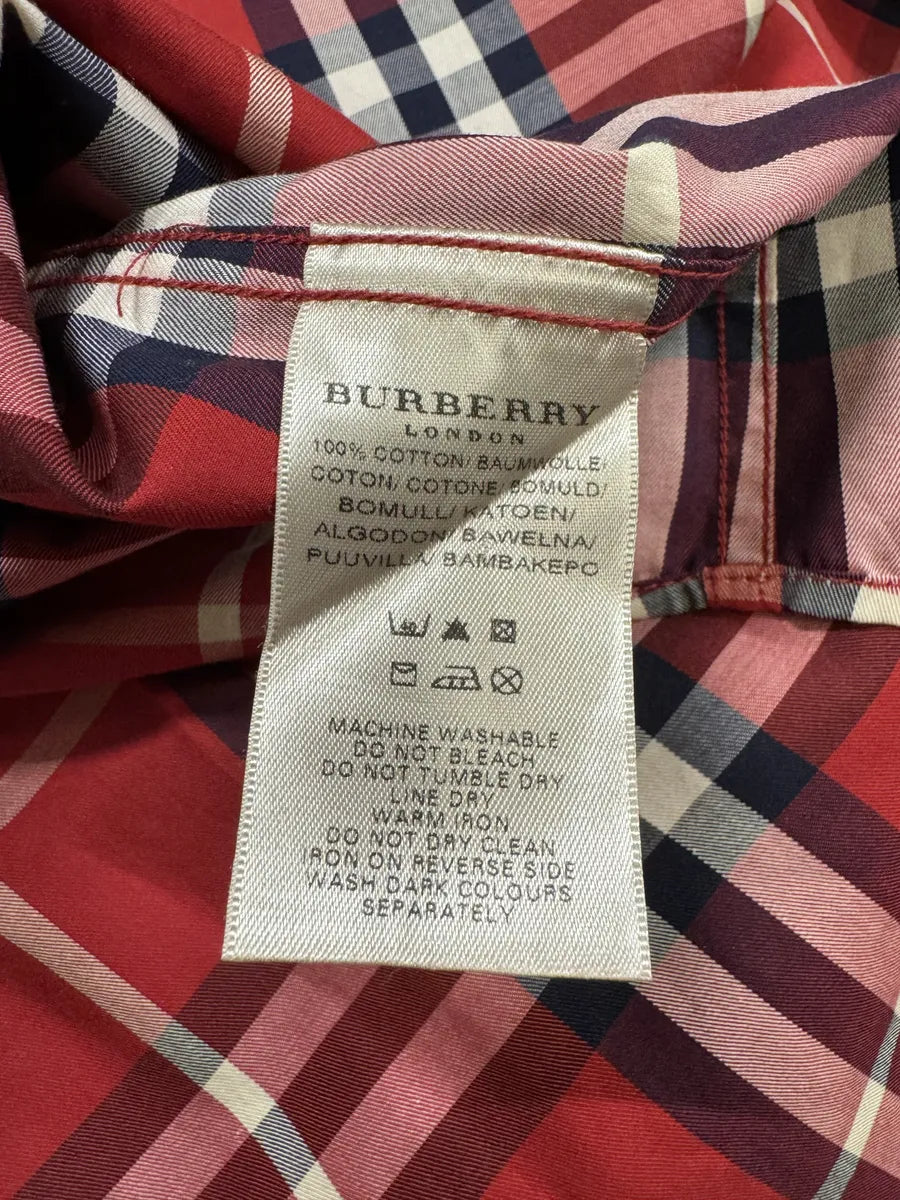 BURBERRY
LONDON
100% COTTON/ BAUMWOLLE/
COTON/ COTONE/ BOMULD/
BOMULL/ KATOEN/
ALGODON/ BAWELNA/
PUUVILLA/ BAMBAKEPO
MACHINE WASHABLE
DO NOT BLEACH
DO NOT TUMBLE DRY
LINE DRY
WARM IRON
DO NOT DRY CLEAN
IRON ON REVERSE SIDE
WASH DARK COLOURS
SEPARATELY